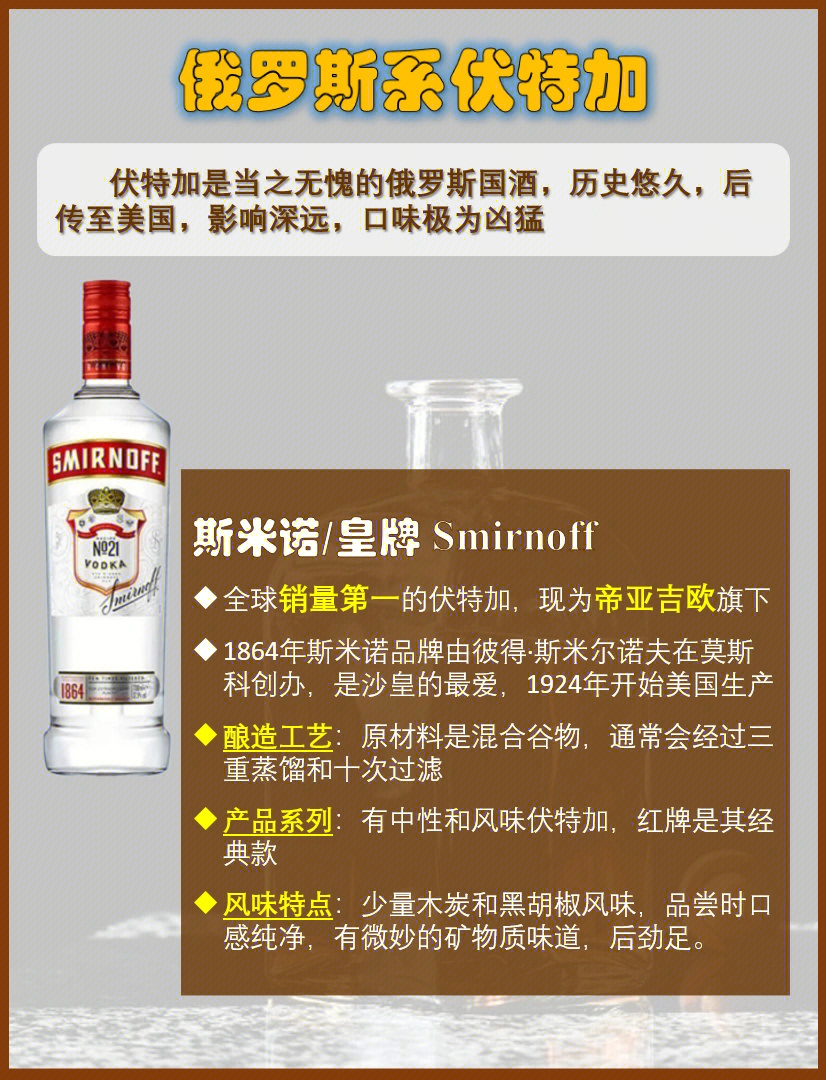 俄罗斯系伏特加
伏特加是当之无愧的俄罗斯国酒，历史悠久，后
传至美国，影响深远，口味极为凶猛
SMIRNOFF
No21
VODKA
Smirnoff
1864
斯米诺/皇牌 Smirnoff
◆全球销量第一的伏特加，现为帝亚吉欧旗下
◆1864年斯米诺品牌由彼得·斯米尔诺夫在莫斯
科创办，是沙皇的最爱，1924年开始美国生产
◆酿造工艺：原材料是混合谷物，通常会经过三
重蒸馏和十次过滤
◆产品系列：有中性和风味伏特加，红牌是其经
典款
◆风味特点：少量木炭和黑胡椒风味，品尝时口
感纯净，有微妙的矿物质味道，后劲足。